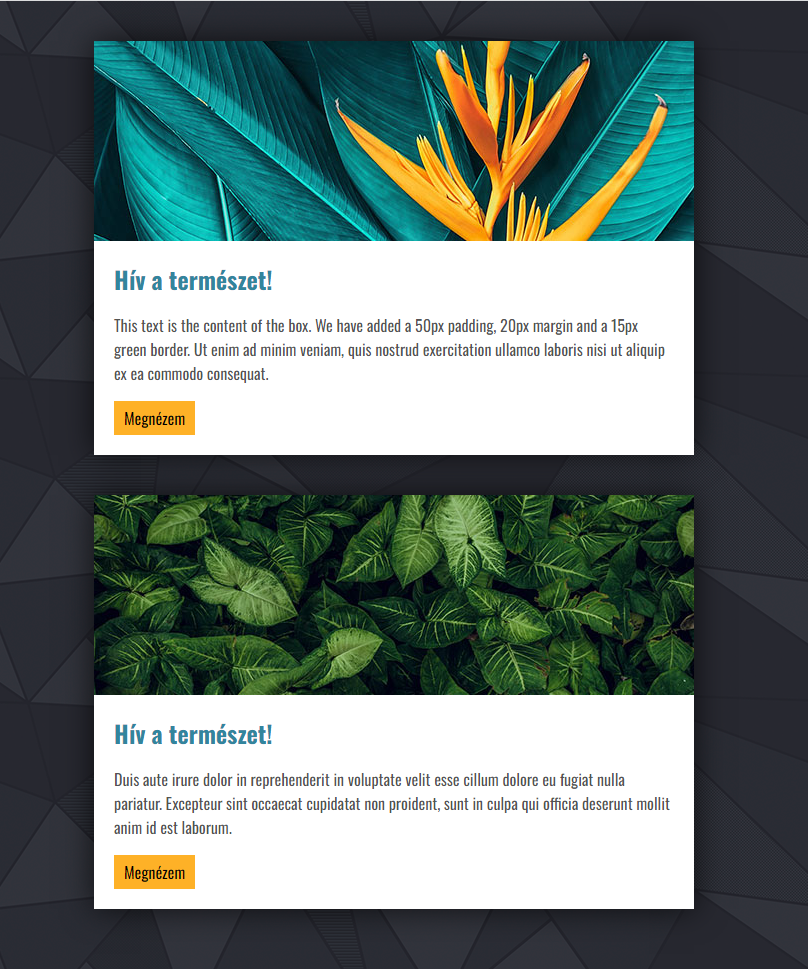 Hív a természet!
This text is the content of the box. We have added a 50px padding, 20px margin and a 15px
green border. Ut enim ad minim veniam, quis nostrud exercitation ullamco laboris nisi ut aliquip
ex ea commodo consequat.
Megnézem
Hív a természet!
Duis aute irure dolor in reprehenderit in voluptate velit esse cillum dolore eu fugiat nulla
pariatur. Excepteur sint occaecat cupidatat non proident, sunt in culpa qui officia deserunt mollit
anim id est laborum.
Megnézem